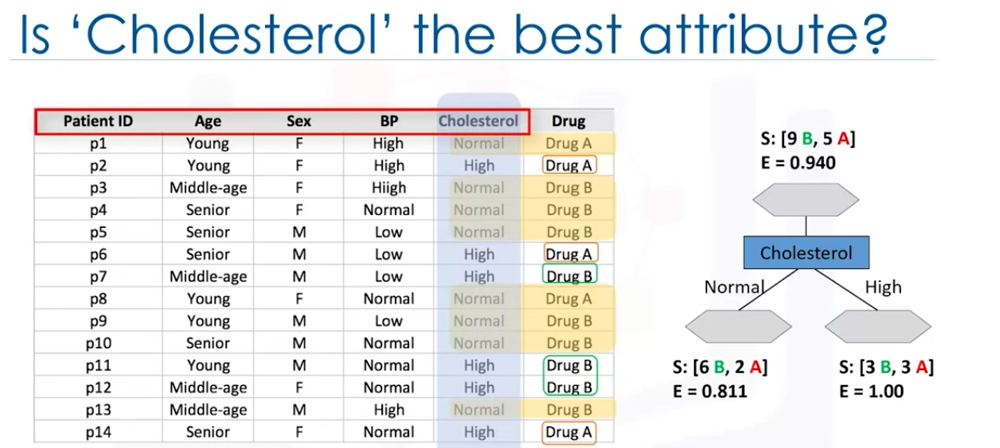 Is ‘Cholesterol’ the best attribute?
Patient ID Age Sex BP Cholesterol Drug
p1 Young F High Normal Drug A
p2 Young F High High Drug A
p3 Middle-age F Hiigh Normal Drug B
p4 Senior F Normal Normal Drug B
p5 Senior M Low Normal Drug B
p6 Senior M Low High Drug A
p7 Middle-age M Low High Drug B
p8 Young F Normal Normal Drug A
p9 Young M Low Normal Drug B
p10 Senior M Normal Normal Drug B
p11 Young M Normal High Drug B
p12 Middle-age F Normal High Drug B
p13 Middle-age M High Normal Drug B
p14 Senior F Normal High Drug A
S: [9 B, 5 A]
E = 0.940
Cholesterol
Normal High
S: [6 B, 2 A]
E = 0.811
S: [3 B, 3 A]
E = 1.00